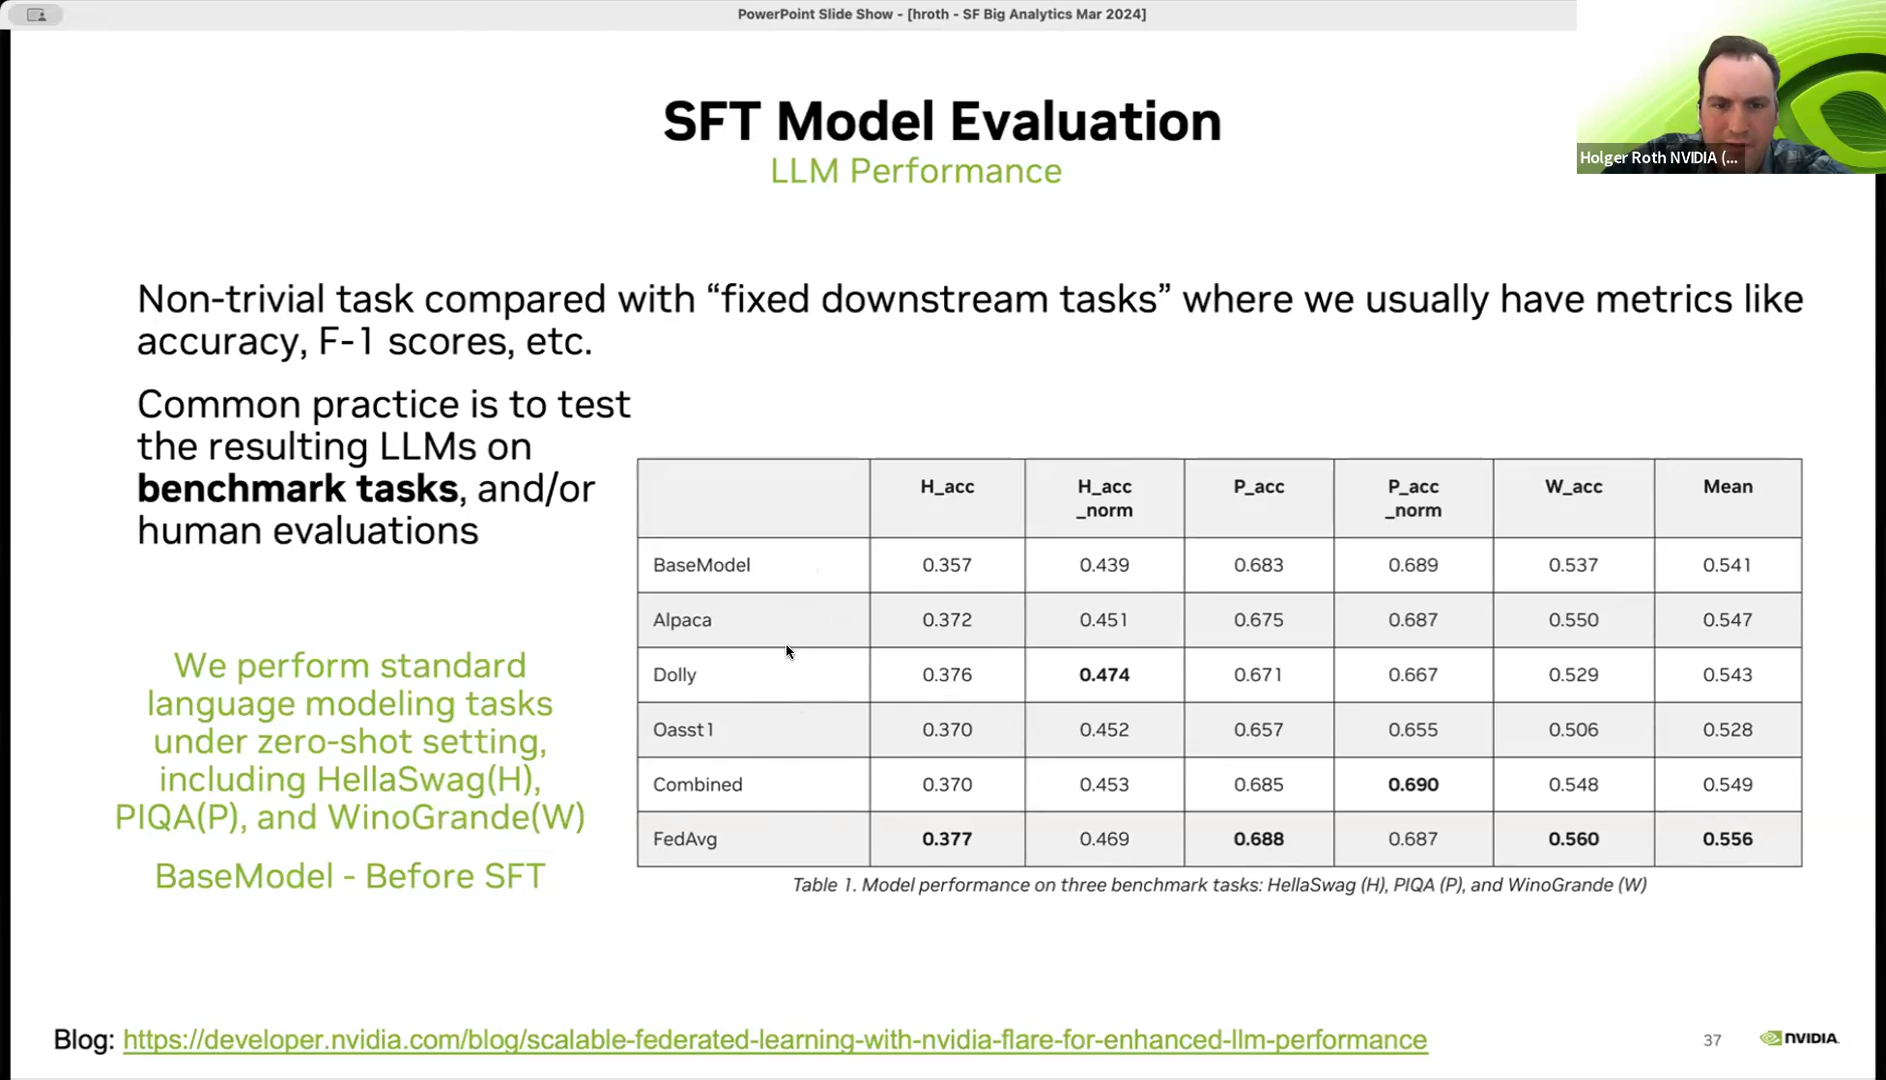 PowerPoint Slide Show - [hroth - SF Big Analytics Mar 2024]
Holger Roth NVIDIA (...
SFT Model Evaluation
LLM Performance
Non-trivial task compared with “fixed downstream tasks” where we usually have metrics like
accuracy, F-1 scores, etc.
Common practice is to test
the resulting LLMs on
benchmark tasks, and/or
human evaluations
We perform standard
language modeling tasks
under zero-shot setting,
including HellaSwag(H),
PIQA(P), and WinoGrande(W)
BaseModel - Before SFT
H_acc H_acc _norm P_acc P_acc _norm W_acc Mean
BaseModel 0.357 0.439 0.683 0.689 0.537 0.541
Alpaca 0.372 0.451 0.675 0.687 0.550 0.547
Dolly 0.376 0.474 0.671 0.667 0.529 0.543
Oasst1 0.370 0.452 0.657 0.655 0.506 0.528
Combined 0.370 0.453 0.685 0.690 0.548 0.549
FedAvg 0.377 0.469 0.688 0.687 0.560 0.556
Table 1. Model performance on three benchmark tasks: HellaSwag (H), PIQA (P), and WinoGrande (W)
Blog: https://developer.nvidia.com/blog/scalable-federated-learning-with-nvidia-flare-for-enhanced-llm-performance
37
NVIDIA.